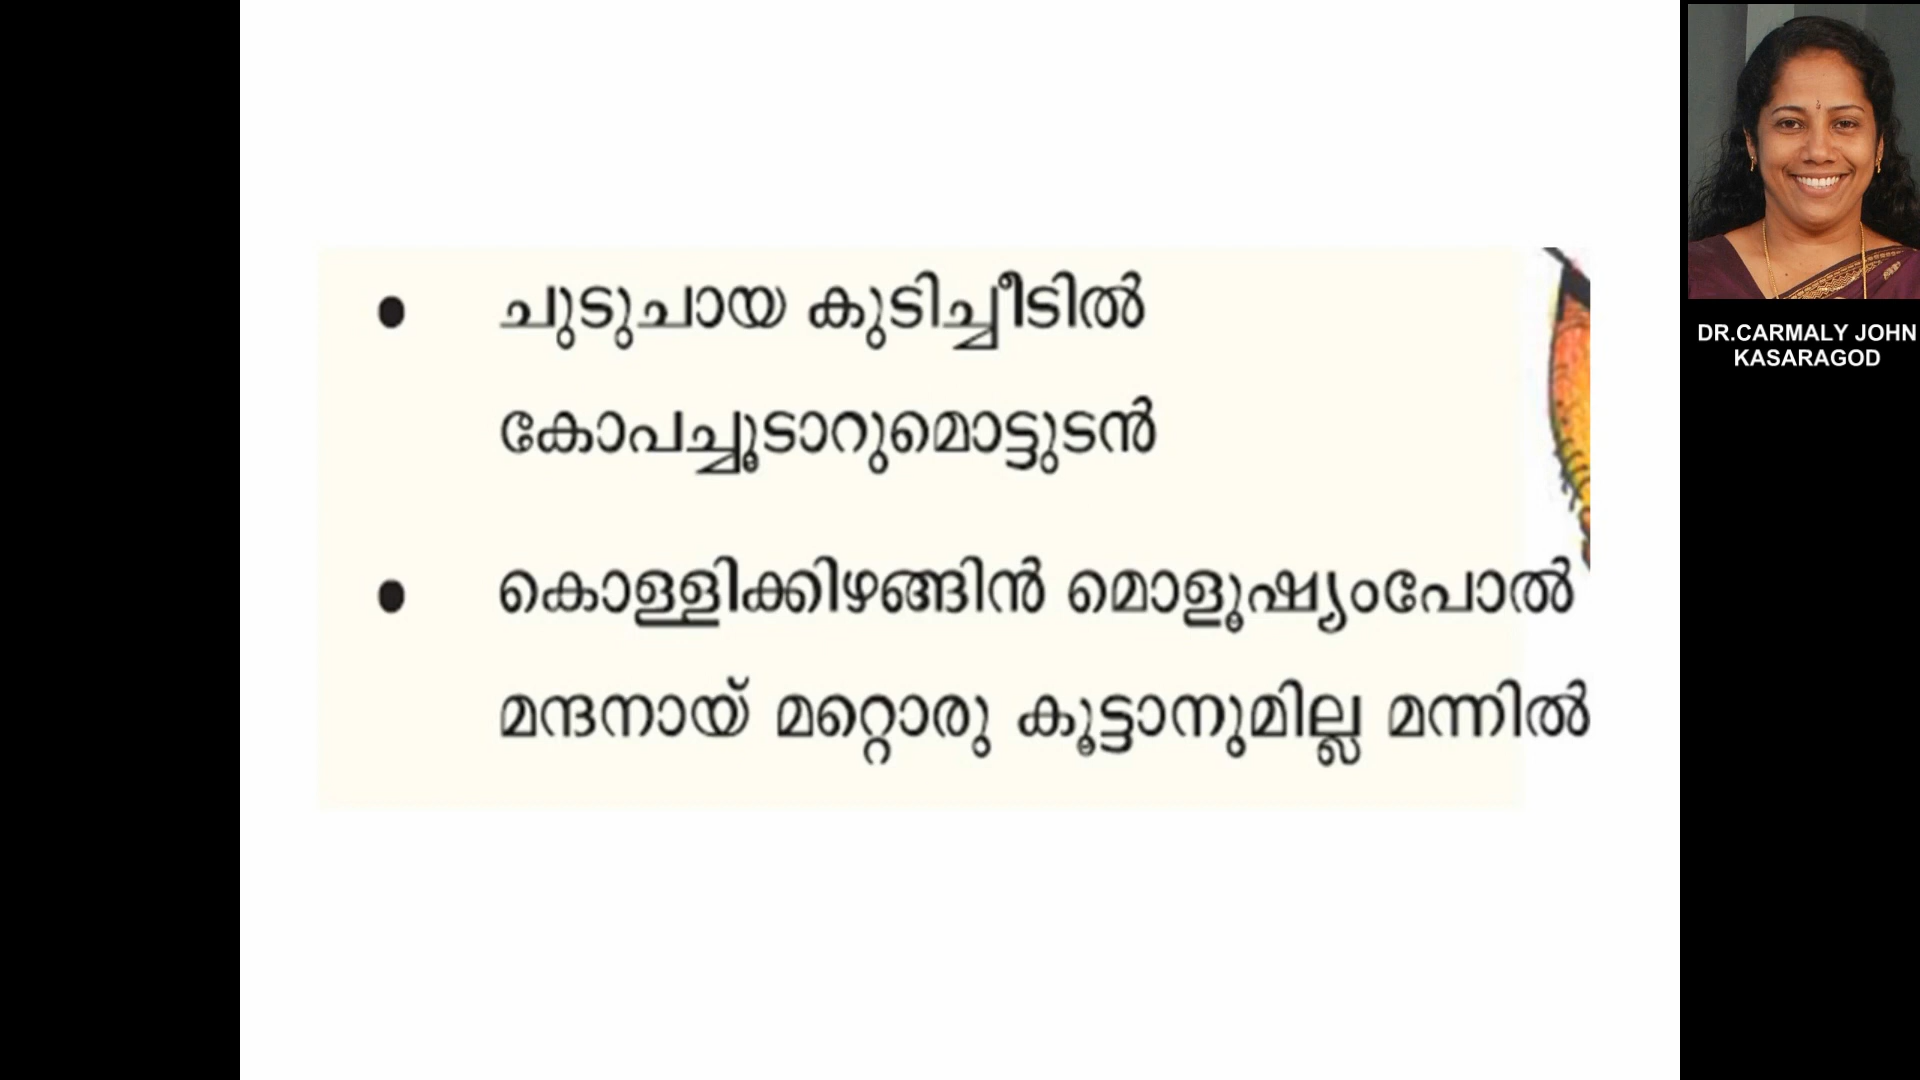 • ചുടുചായ കുടിച്ചീടിൽ
കോപച്ചൂടാറുമൊട്ടുടൻ
• കൊള്ളിക്കിഴങ്ങിൻ മൊളൂഷ്യംപോൽ
മന്ദനായ് മറ്റൊരു കൂട്ടാനുമില്ല മന്നിൽ
DR.CARMALY JOHN
KASARAGOD